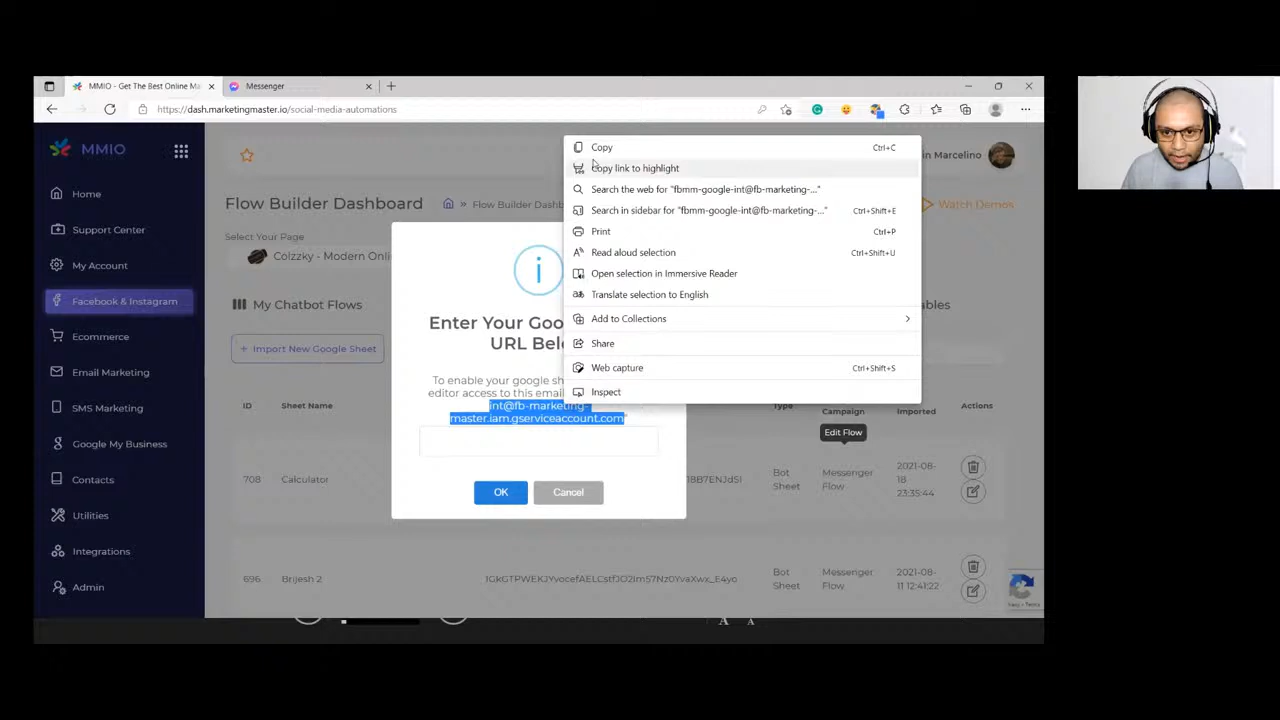 MMIO - Get The Best Online Ma
Messenger
https://dash.marketingmaster.io/social-media-automations
MMIO
Home
Support Center
My Account
Facebook & Instagram
Ecommerce
Email Marketing
SMS Marketing
Google My Business
Contacts
Utilities
Integrations
Admin
in Marcelino
Flow Builder Dashboard
» Flow Builder Dashb
Watch Demos
Select Your Page
Colzzky - Modern Onli
My Chatbot Flows
ables
+ Import New Google Sheet
Copy Ctrl+C
Copy link to highlight
Search the web for "fbmm-google-int@fb-marketing-..."
Search in sidebar for "fbmm-google-int@fb-marketing-..." Ctrl+Shift+E
Print Ctrl+P
Read aloud selection Ctrl+Shift+U
Open selection in Immersive Reader
Translate selection to English
Add to Collections
Share
Web capture Ctrl+Shift+S
Inspect
Enter Your Goo
URL Bel
To enable your google sh
editor access to this email
int@fb-marketing-
master.iam.gserviceaccount.com
OK Cancel
ID Sheet Name Type Campaign Imported Actions
Edit Flow
708 Calculator Bot Sheet Messenger Flow 2021-08-18 23:35:44
696 Brijesh 2 Bot Sheet Messenger Flow 2021-08-11 12:41:22
A A